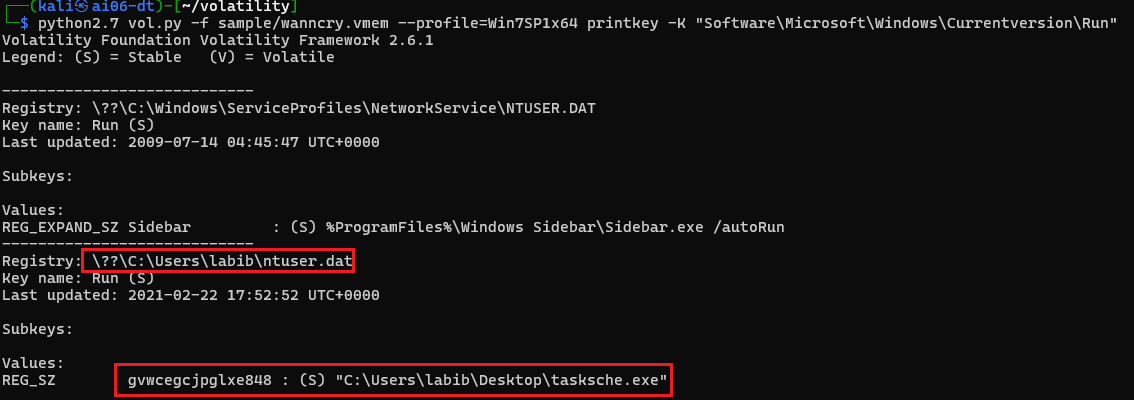 (kali㉿ai06-dt)-[~/volatility]
$ python2.7 vol.py -f sample/wanncry.vmem --profile=Win7SP1x64 printkey -K "Software\Microsoft\Windows\Currentversion\Run"
Volatility Foundation Volatility Framework 2.6.1
Legend: (S) = Stable   (V) = Volatile

----------------------------
Registry: \??\C:\Windows\ServiceProfiles\NetworkService\NTUSER.DAT
Key name: Run (S)
Last updated: 2009-07-14 04:45:47 UTC+0000

Subkeys:

Values:
REG_EXPAND_SZ Sidebar         : (S) %ProgramFiles%\Windows Sidebar\Sidebar.exe /autoRun
----------------------------
Registry: \??\C:\Users\labib\ntuser.dat
Key name: Run (S)
Last updated: 2021-02-22 17:52:52 UTC+0000

Subkeys:

Values:
REG_SZ        gvwcegcjpglxe848 : (S) "C:\Users\labib\Desktop\tasksche.exe"